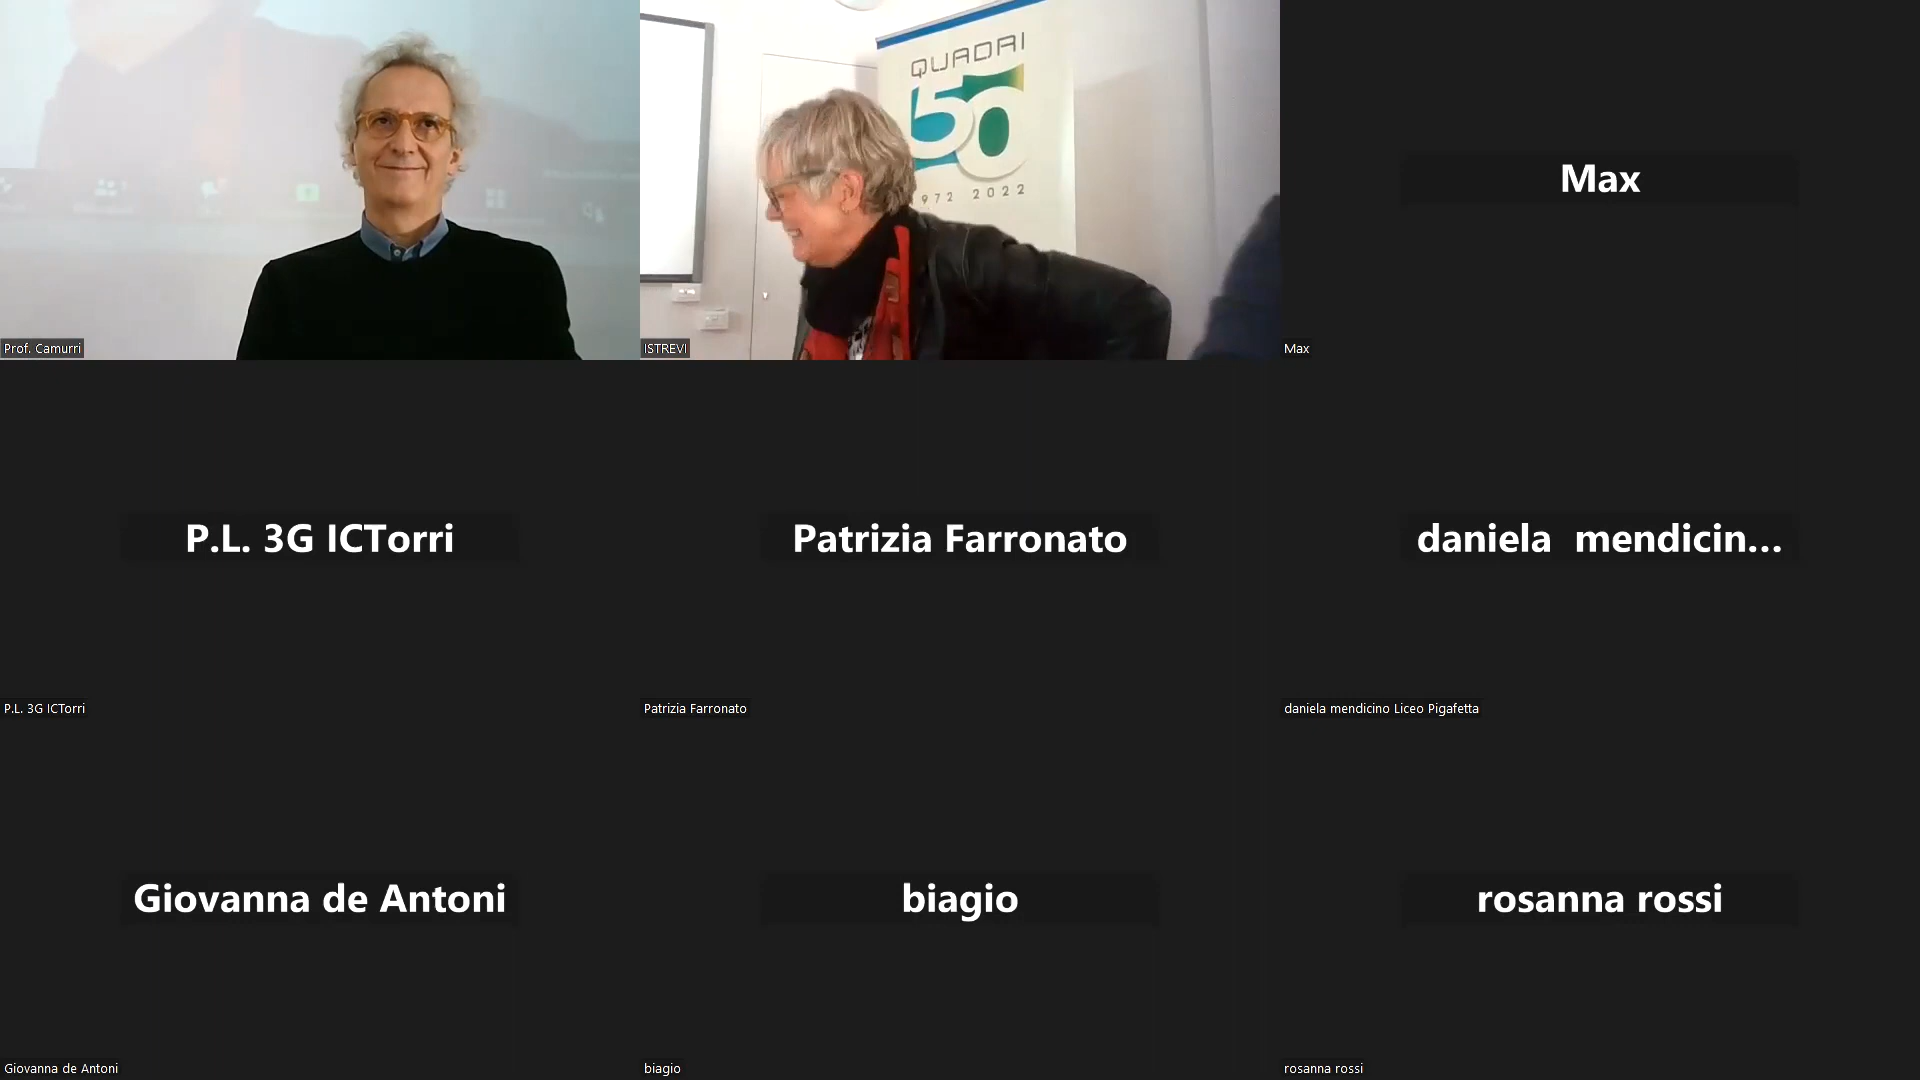 QUADRI
50
972 2022
Prof. Camurri
ISTREVI
Max
Max
P.L. 3G ICTorri
Patrizia Farronato
daniela mendicin...
P.L. 3G ICTorri
Patrizia Farronato
daniela mendicino Liceo Pigafetta
Giovanna de Antoni
biagio
rosanna rossi
Giovanna de Antoni
biagio
rosanna rossi